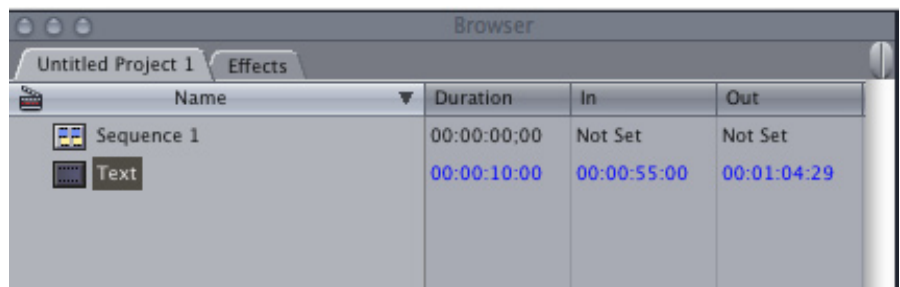 Browser
Untitled Project 1 Effects
Name Duration In Out
Sequence 1 00:00:00;00 Not Set Not Set
Text 00:00:10:00 00:00:55:00 00:01:04:29